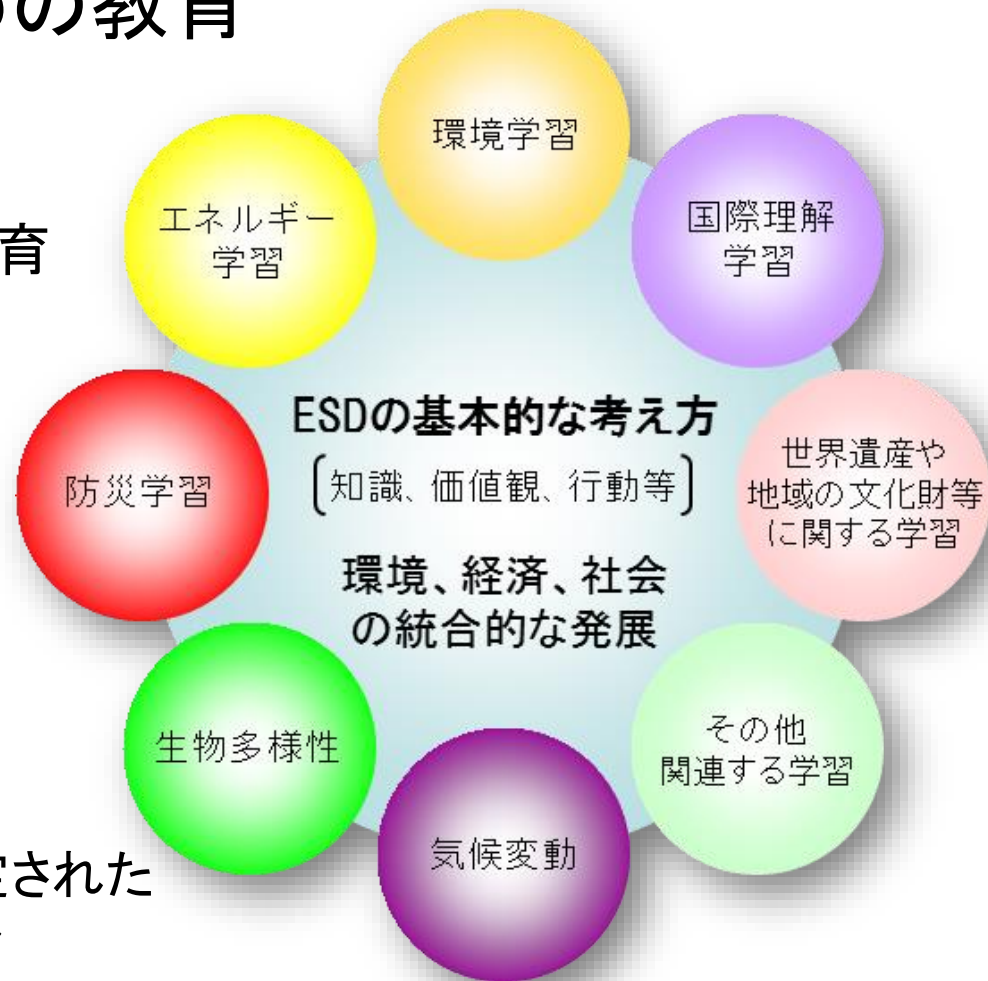 の教育
育
環境学習
エネルギー
学習
国際理解
学習
防災学習
ESDの基本的な考え方
[知識、価値観、行動等]
世界遺産や
地域の文化財等
に関する学習
環境、経済、社会
の統合的な発展
生物多様性
その他
関連する学習
気候変動
された